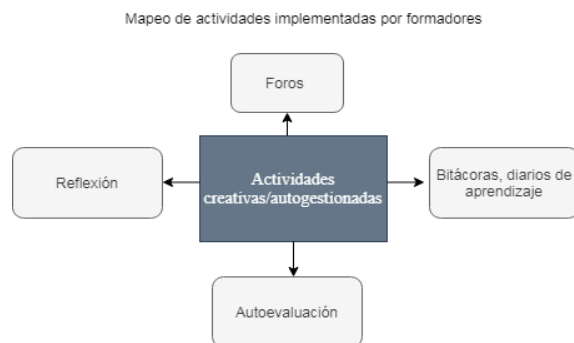 Mapeo de actividades implementadas por formadores
Foros
Reflexión
Actividades
creativas/autogestionadas
Bitácoras, diarios de
aprendizaje
Autoevaluación